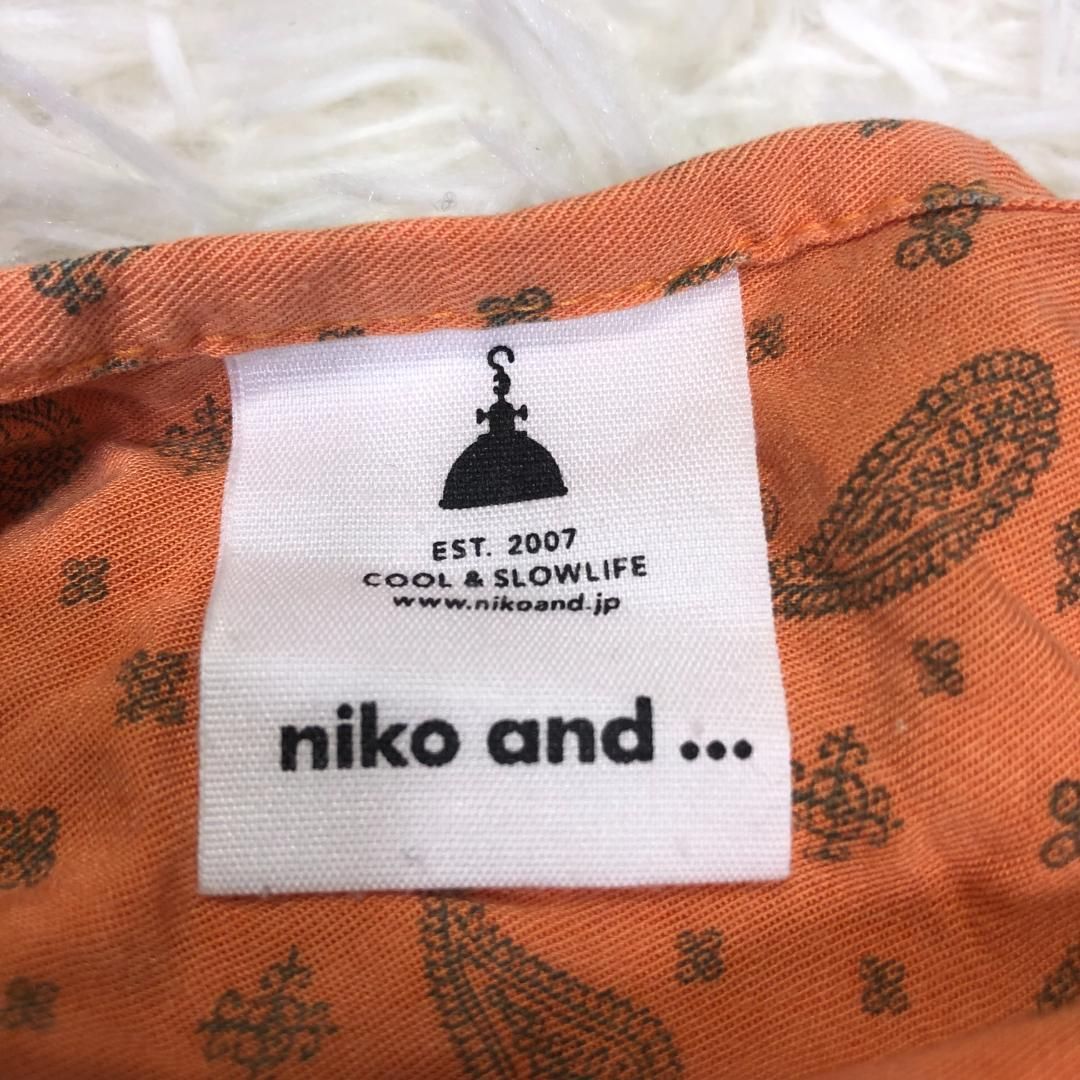 EST. 2007
COOL & SLOWLIFE
www.nikoand.jp
niko and ...